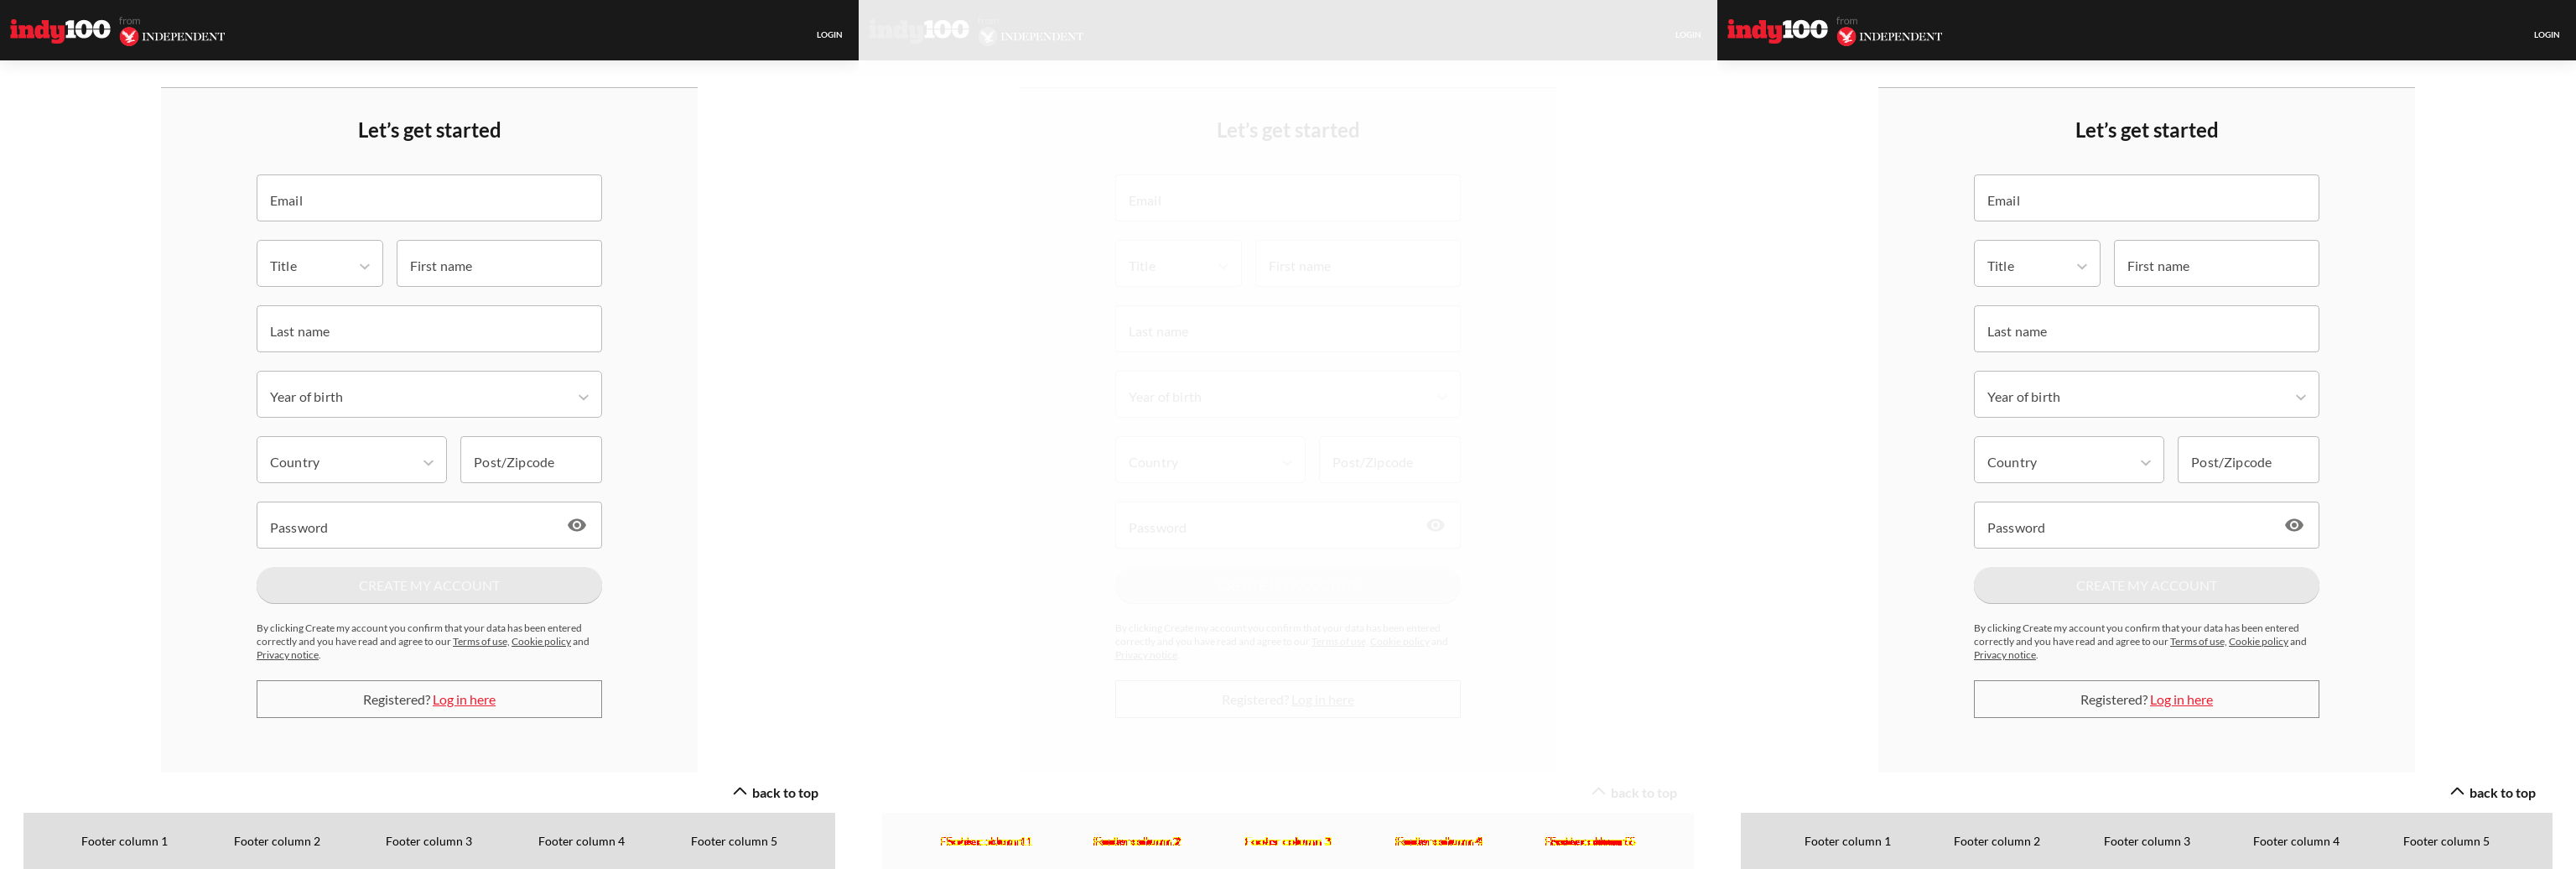 indy100 from
INDEPENDENT
LOGIN
Let's get started
Email
Title
First name
Last name
Year of birth
Country
Post/Zipcode
Password
CREATE MY ACCOUNT
By clicking Create my account you confirm that your data has been entered
correctly and you have read and agree to our Terms of use, Cookie policy and
Privacy notice.
Registered? Log in here
back to top
Footer column 1 Footer column 2 Footer column 3 Footer column 4 Footer column 5
indy100 from
INDEPENDENT
LOGIN
Let's get started
Email
Title
First name
Last name
Year of birth
Country
Post/Zipcode
Password
By clicking Create my account you confirm that your data has been entered
correctly and you have read and agree to our Terms of use, Cookie policy and
Privacy notice.
Registered? Log in here
back to top
Footer column 3
indy100 from
INDEPENDENT
LOGIN
Let's get started
Email
Title
First name
Last name
Year of birth
Country
Post/Zipcode
Password
CREATE MY ACCOUNT
By clicking Create my account you confirm that your data has been entered
correctly and you have read and agree to our Terms of use, Cookie policy and
Privacy notice.
Registered? Log in here
back to top
Footer column 1 Footer column 2 Footer column 3 Footer column 4 Footer column 5